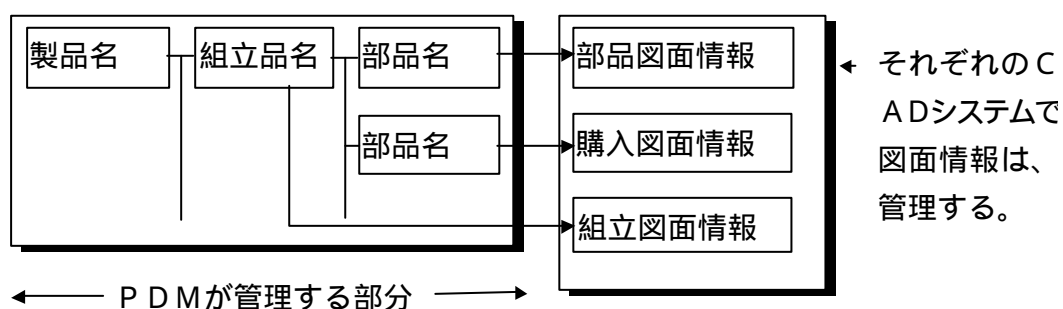 製品名
組立品名
部品名
部品図面情報
部品名
購入図面情報
組立図面情報
それぞれのC
ADシステムで
図面情報は、
管理する。
PDMが管理する部分